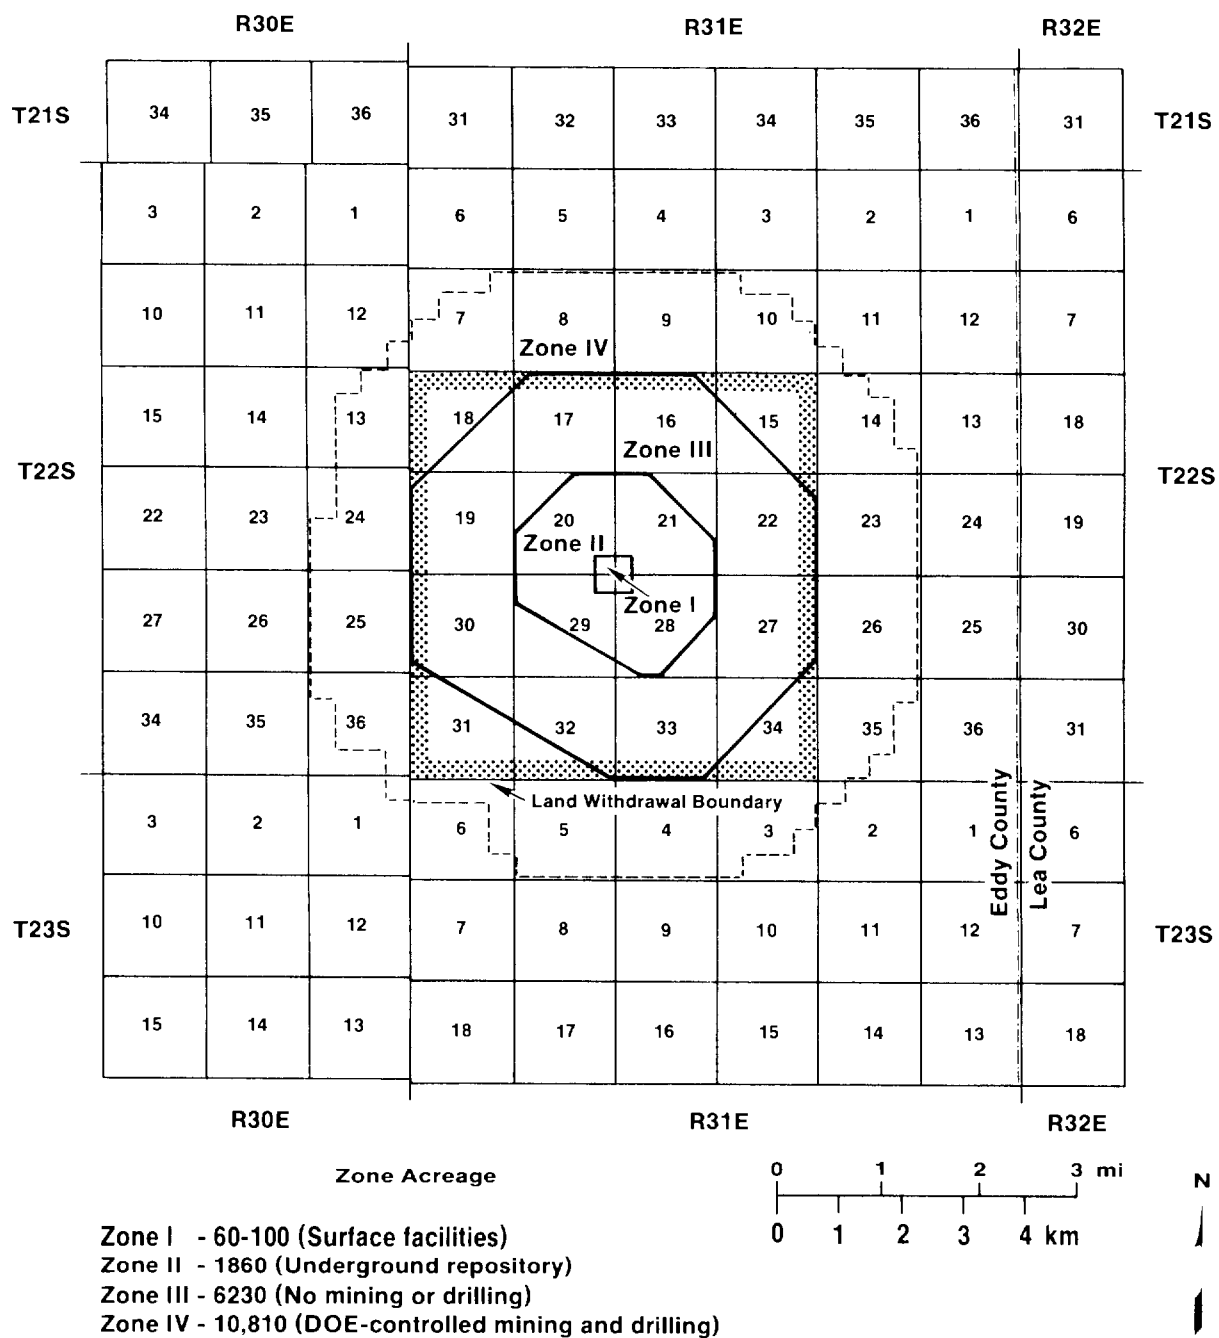 R30E R31E R32E
T21S 34 35 36 31 32 33 34 35 36 31 T21S
3 2 1 6 5 4 3 2 1 6
10 11 12 7 8 9 10 11 12 7
Zone IV
15 14 13 18 17 16 15 14 13 18
Zone III
T22S T22S
22 23 24 19 20 21 22 23 24 19
Zone II
Zone I
27 26 25 30 29 28 27 26 25 30
34 35 36 31 32 33 34 35 36 31
Land Withdrawal Boundary
3 2 1 6 5 4 3 2 1 6
Eddy County
Lea County
T23S 10 11 12 7 8 9 10 11 12 7 T23S
15 14 13 18 17 16 15 14 13 18
R30E R31E R32E
Zone Acreage
0 1 2 3 mi
N
0 1 2 3 4 km
Zone I - 60-100 (Surface facilities)
Zone II - 1860 (Underground repository)
Zone III - 6230 (No mining or drilling)
Zone IV - 10,810 (DOE-controlled mining and drilling)